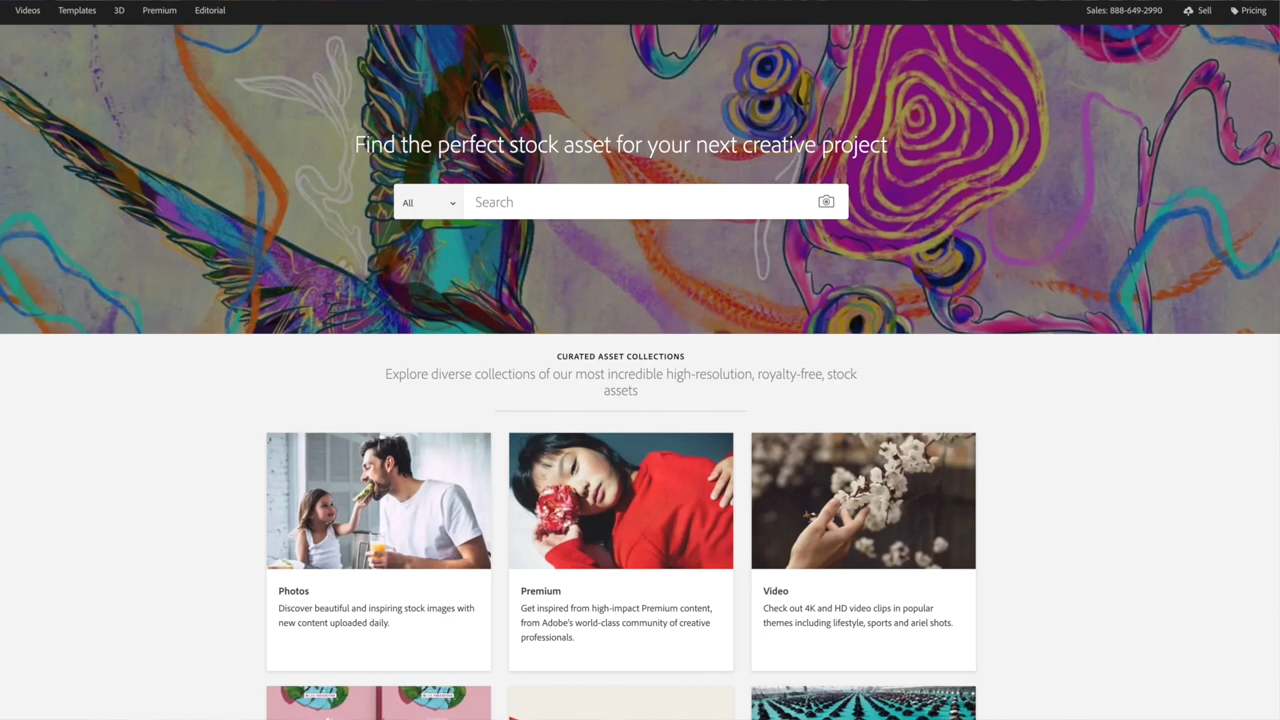 Videos Templates 3D Premium Editorial Sales: 888-649-2990 Sell Pricing
Find the perfect stock asset for your next creative project
All Search
CURATED ASSET COLLECTIONS
Explore diverse collections of our most incredible high-resolution, royalty-free, stock
assets
Photos
Discover beautiful and inspiring stock images with
new content uploaded daily.
Premium
Get inspired from high-impact Premium content,
from Adobe's world-class community of creative
professionals.
Video
Check out 4K and HD video clips in popular
themes including lifestyle, sports and ariel shots.